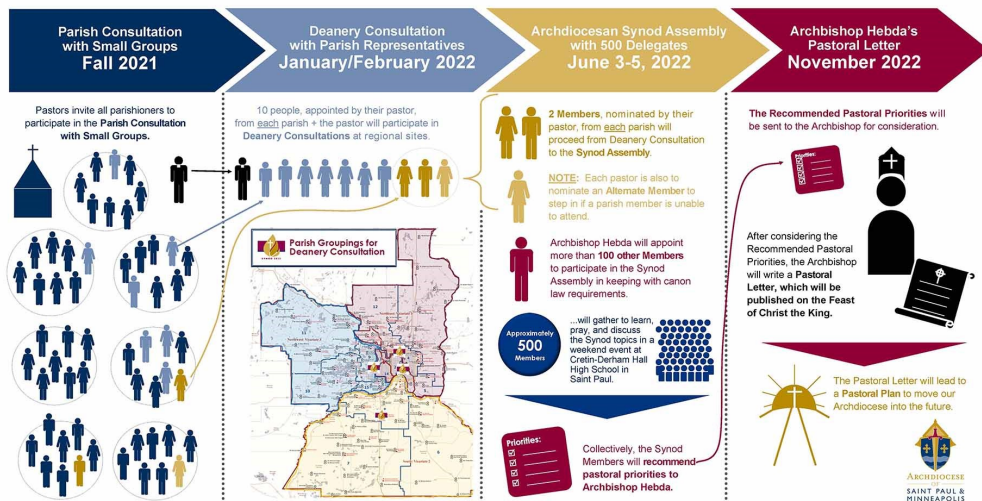 Parish Consultation
with Small Groups
Fall 2021
Deanery Consultation
with Parish Representatives
January/February 2022
Archdiocesan Synod Assembly
with 500 Delegates
June 3-5, 2022
Archbishop Hebda's
Pastoral Letter
November 2022
Pastors invite all parishioners to
participate in the Parish Consultation
with Small Groups.
10 people, appointed by their pastor,
from each parish + the pastor will participate in
Deanery Consultations at regional sites.
Parish Groupings for
Deanery Consultation
2 Members, nominated by their
pastor, from each parish will
proceed from Deanery Consultation
to the Synod Assembly.
NOTE: Each pastor is also to
nominate an Alternate Member to
step in if a parish member is unable
to attend.
Archbishop Hebda will appoint
more than 100 other Members
to participate in the Synod
Assembly in keeping with canon
law requirements.
Approximately
500
Members
...will gather to learn,
pray, and discuss
the Synod topics in a
weekend event at
Cretin-Derham Hall
High School in
Saint Paul.
Priorities:
Collectively, the Synod
Members will recommend
pastoral priorities to
Archbishop Hebda.
The Recommended Pastoral Priorities will
be sent to the Archbishop for consideration.
Priorities:
After considering the
Recommended Pastoral
Priorities, the Archbishop
will write a Pastoral
Letter, which will be
published on the Feast
of Christ the King.
The Pastoral Letter will lead to
a Pastoral Plan to move our
Archdiocese into the future.
ARCHDIOCESE
OF
SAINT PAUL &
MINNEAPOLIS